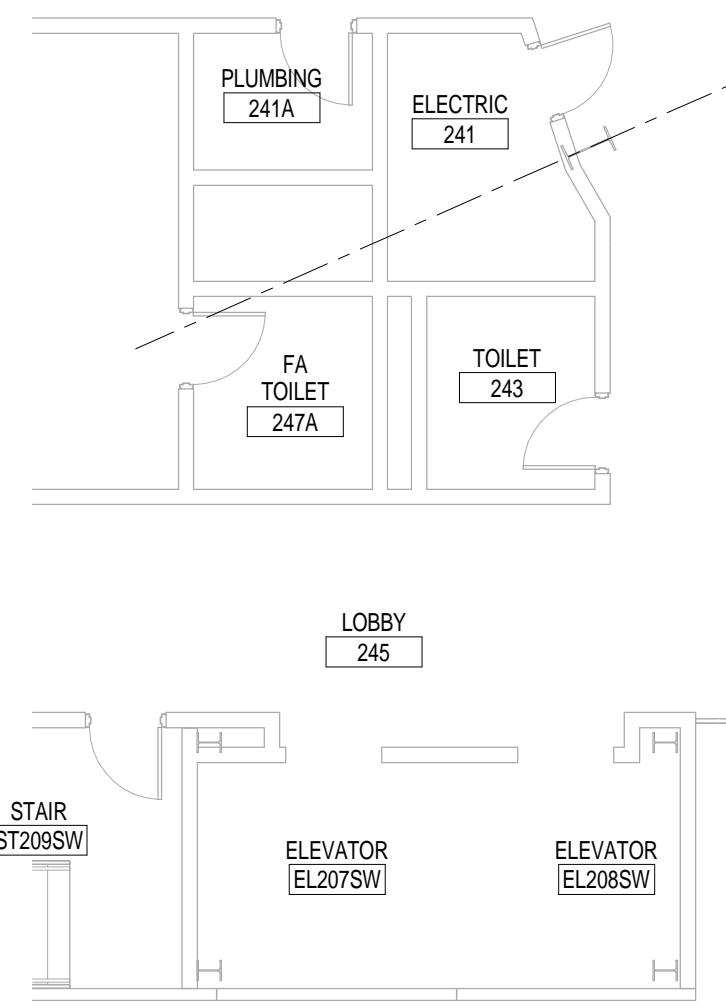 PLUMBING
241A
ELECTRIC
241
FA
TOILET
247A
TOILET
243
LOBBY
245
STAIR
ST209SW
ELEVATOR
EL207SW
ELEVATOR
EL208SW